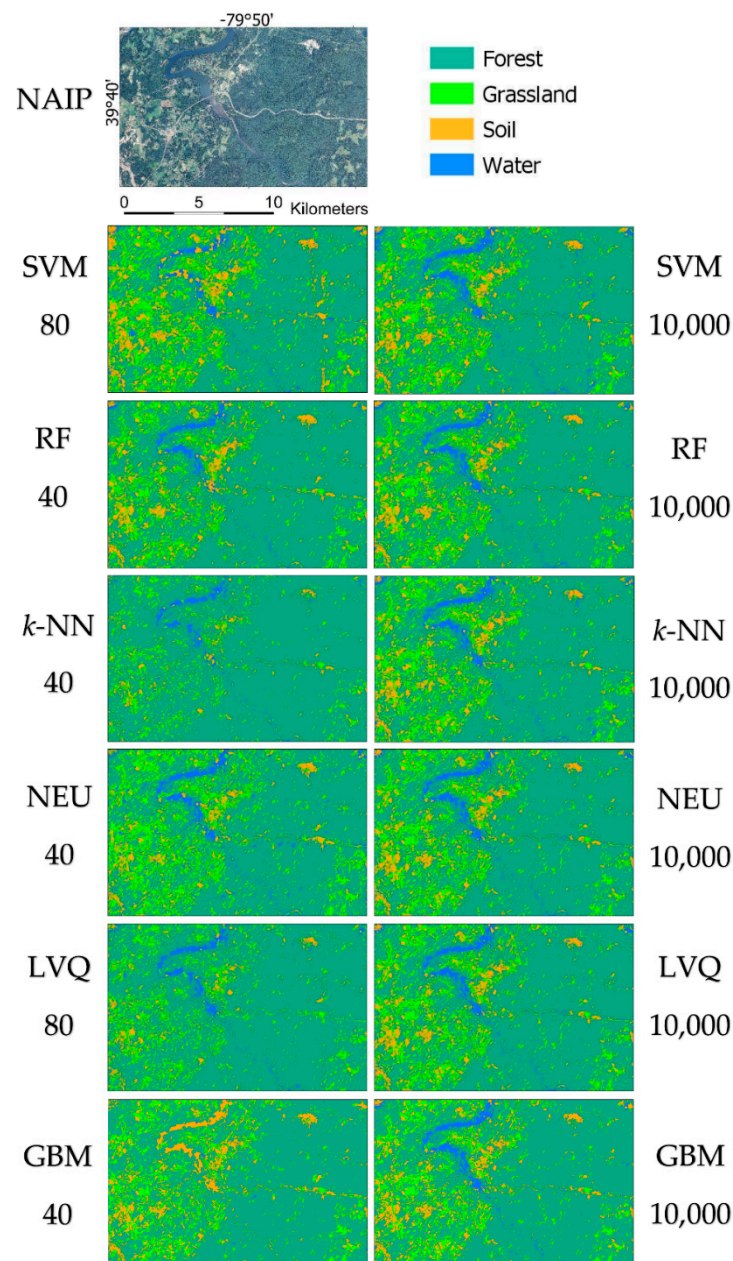 -79°50'
NAIP
39°40'
Forest
Grassland
Soil
Water
0 5 10
Kilometers
SVM
80
SVM
10,000
RF
40
RF
10,000
k-NN
40
k-NN
10,000
NEU
40
NEU
10,000
LVQ
80
LVQ
10,000
GBM
40
GBM
10,000